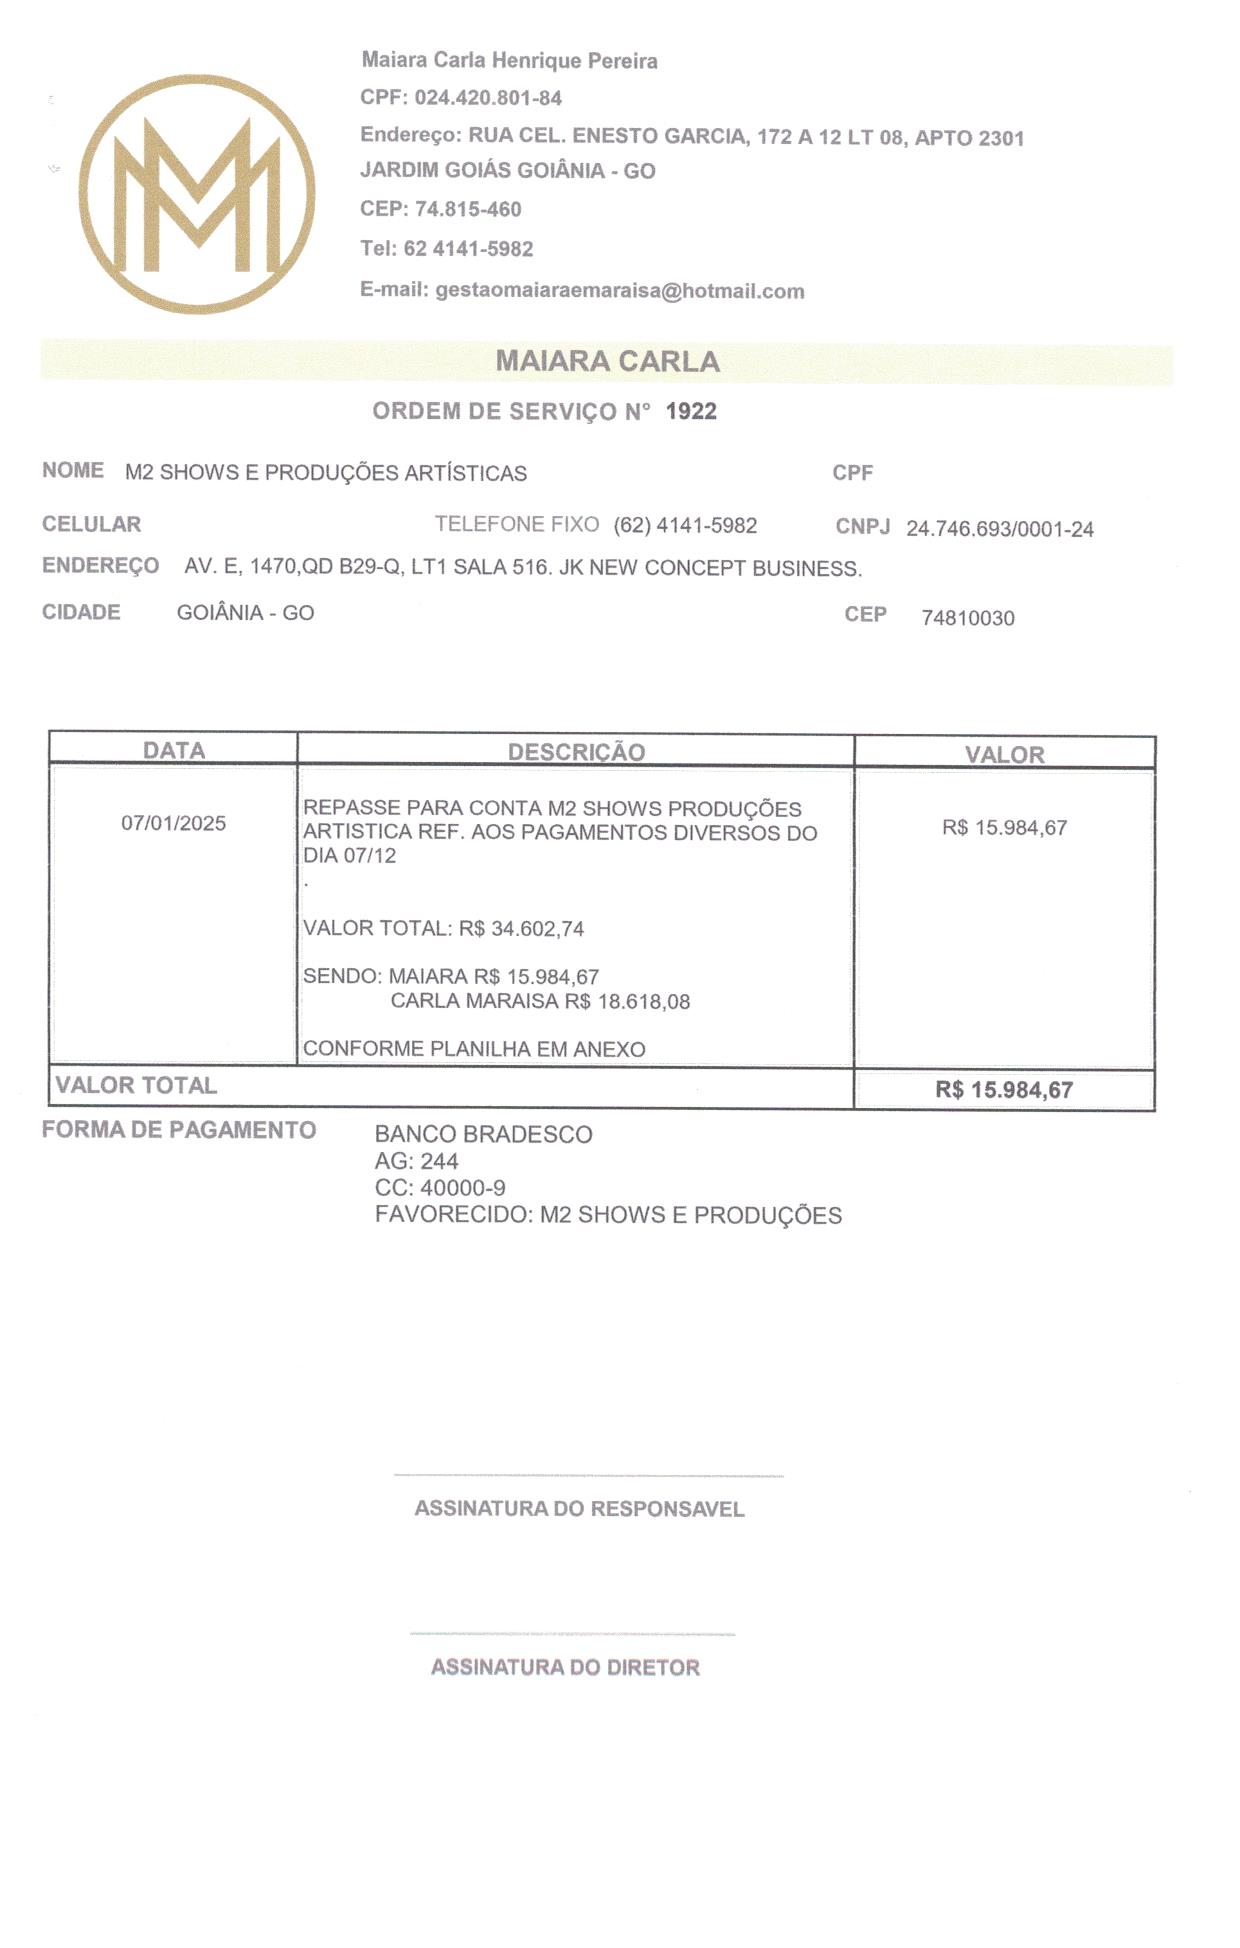 Maiara Carla Henrique Pereira
CPF: 024.420.801-84
Endereço: RUA CEL. ENESTO GARCIA, 172 A 12 LT 08, APTO 2301
JARDIM GOIÁS GOIÂNIA - GO
CEP: 74.815-460
Tel: 62 4141-5982
E-mail: gestaomaiaraemaraisa@hotmail.com
MAIARA CARLA
ORDEM DE SERVIÇO N° 1922
NOME M2 SHOWS E PRODUÇÕES ARTÍSTICAS CPF
CELULAR TELEFONE FIXO (62) 4141-5982 CNPJ 24.746.693/0001-24
ENDEREÇO AV. E, 1470,QD B29-Q, LT1 SALA 516. JK NEW CONCEPT BUSINESS.
CIDADE GOIÂNIA - GO CEP 74810030
DATA DESCRIÇÃO VALOR
REPASSE PARA CONTA M2 SHOWS PRODUÇÕES
07/01/2025 ARTISTICA REF. AOS PAGAMENTOS DIVERSOS DO R$ 15.984,67
DIA 07/12
.
VALOR TOTAL: R$ 34.602,74
SENDO: MAIARA R$ 15.984,67
CARLA MARAISA R$ 18.618,08
CONFORME PLANILHA EM ANEXO
VALOR TOTAL R$ 15.984,67
FORMA DE PAGAMENTO BANCO BRADESCO
AG: 244
CC: 40000-9
FAVORECIDO: M2 SHOWS E PRODUÇÕES
ASSINATURA DO RESPONSAVEL
ASSINATURA DO DIRETOR